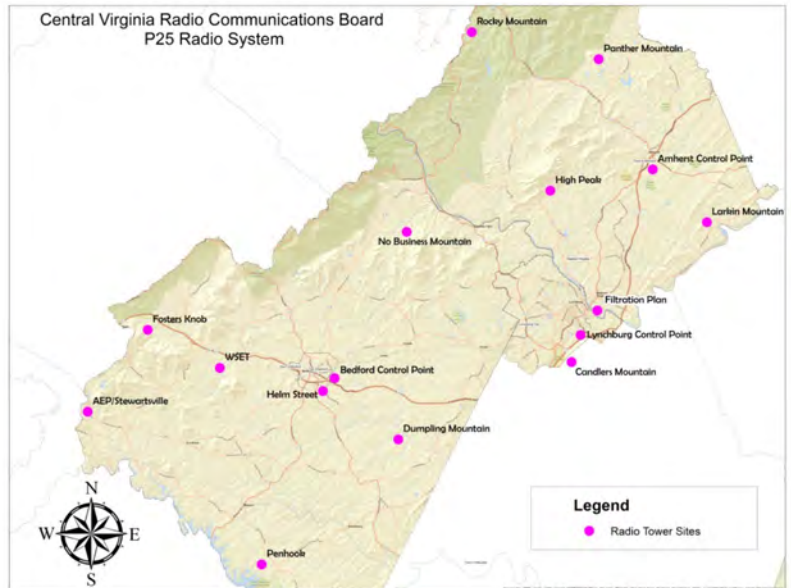 Central Virginia Radio Communications Board
P25 Radio System
Rocky Mountain
Panther Mountain
Amherst Control Point
High Peak
Larkin Mountain
No Business Mountain
Filtration Plan
Fosters Knob
Lynchburg Control Point
WSET
Bedford Control Point
Candlers Mountain
Helm Street
AEP/Stewartsville
Dumpling Mountain
N
W E
S
Legend
Radio Tower Sites
Penhook